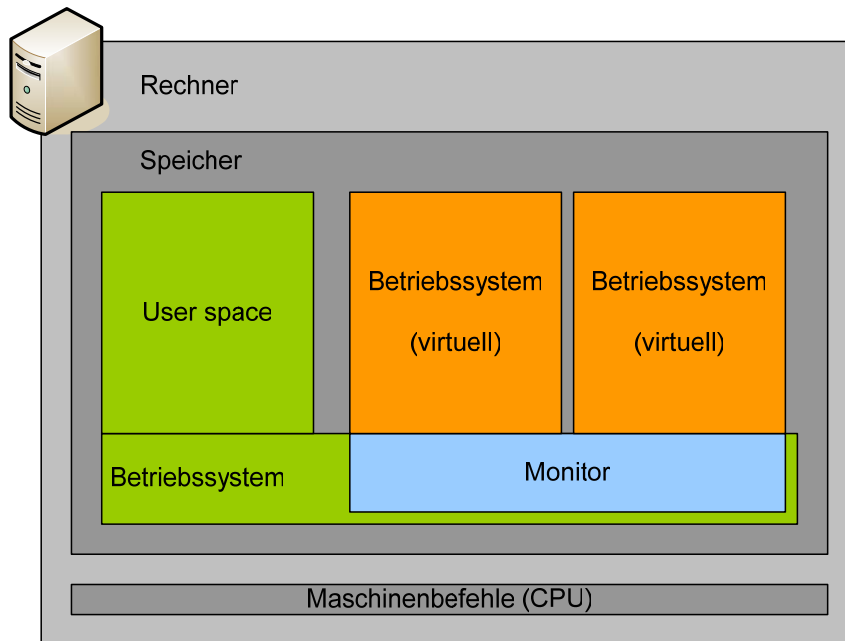 Rechner
Speicher
User space
Betriebssystem
(virtuell)
Betriebssystem
(virtuell)
Betriebssystem
Monitor
Maschinenbefehle (CPU)